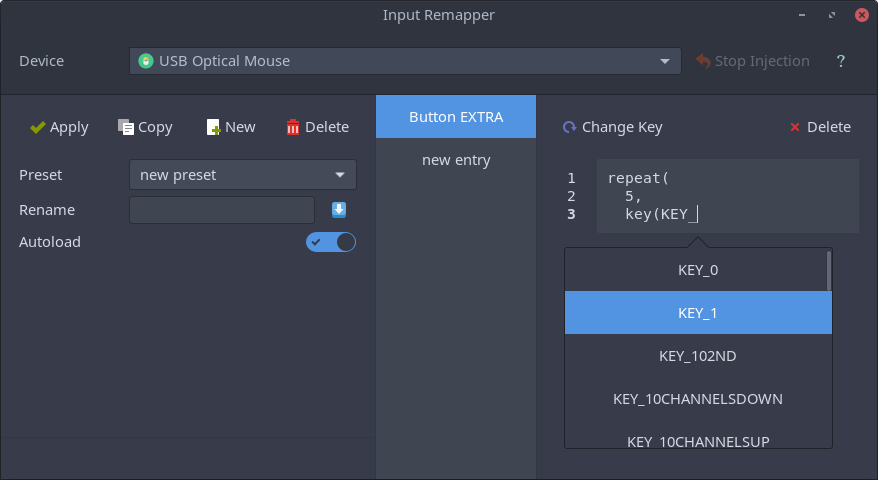 Input Remapper
Device
USB Optical Mouse
Stop Injection
?
Apply
Copy
New
Delete
Preset
new preset
Rename
Autoload
Button EXTRA
new entry
Change Key
Delete
1 repeat(
2 5,
3 key(KEY_
KEY_0
KEY_1
KEY_102ND
KEY_10CHANNELSDOWN
KEY_10CHANNELSUP